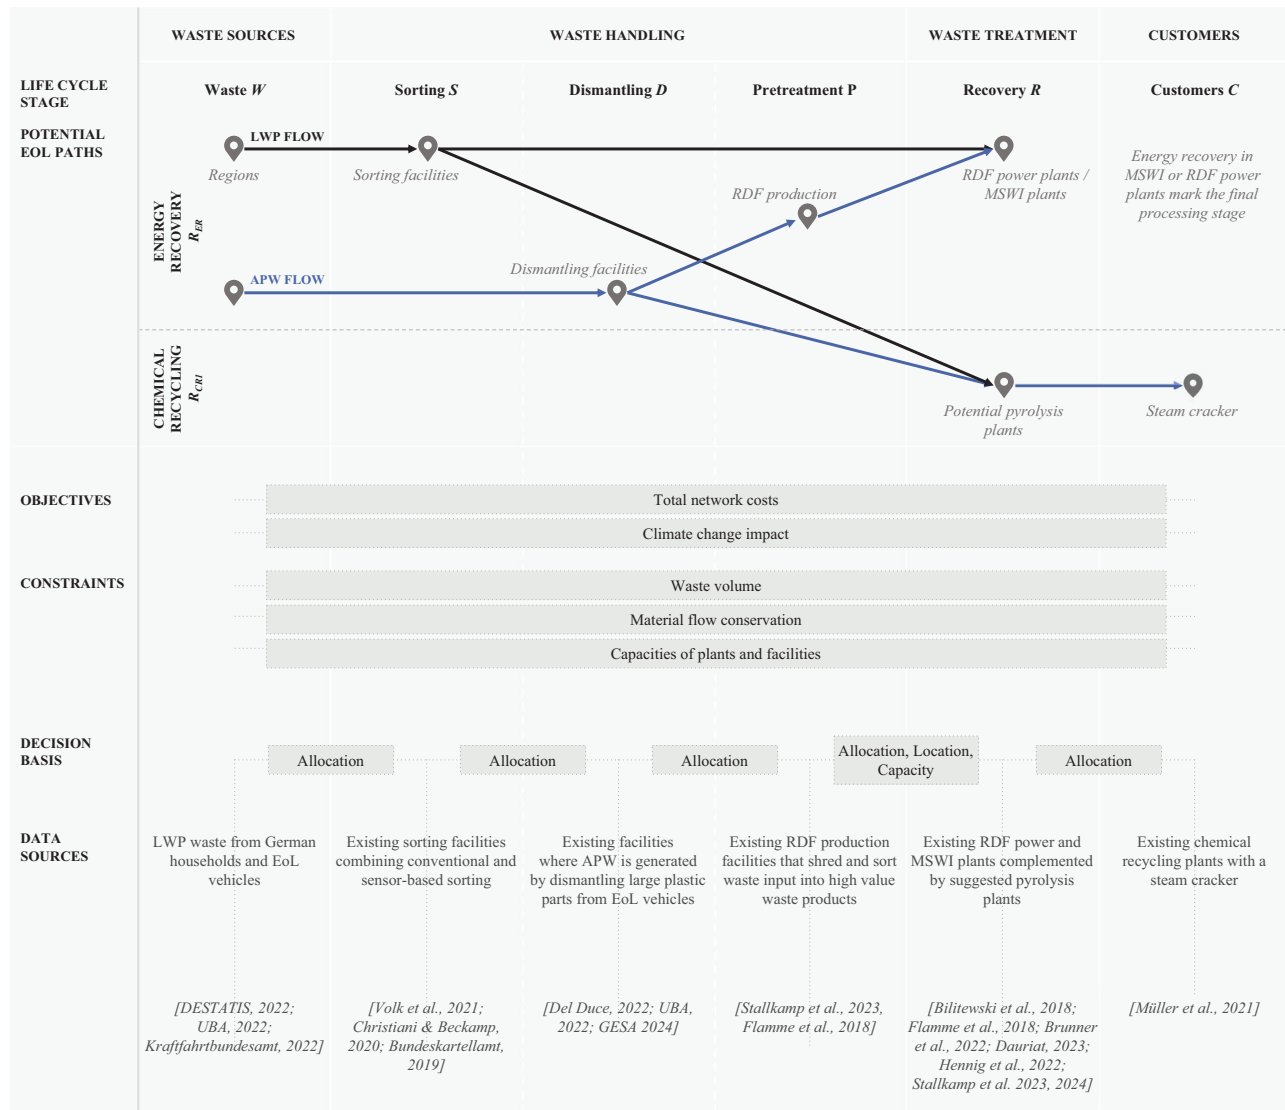 WASTE SOURCES
WASTE HANDLING
WASTE TREATMENT
CUSTOMERS
LIFE CYCLE
STAGE
Waste W
Sorting S
Dismantling D
Pretreatment P
Recovery R
Customers C
POTENTIAL
EOL PATHS
LWP FLOW
Regions
Sorting facilities
RDF production
RDF power plants /
MSWI plants
Energy recovery in
MSWI or RDF power
plants mark the final
processing stage
ENERGY
RECOVERY
R_ER
APW FLOW
Dismantling facilities
CHEMICAL
RECYCLING
R_CRI
Potential pyrolysis
plants
Steam cracker
OBJECTIVES
Total network costs
Climate change impact
CONSTRAINTS
Waste volume
Material flow conservation
Capacities of plants and facilities
DECISION
BASIS
Allocation
Allocation
Allocation
Allocation, Location,
Capacity
Allocation
DATA
SOURCES
LWP waste from German
households and EoL
vehicles
Existing sorting facilities
combining conventional and
sensor-based sorting
Existing facilities
where APW is generated
by dismantling large plastic
parts from EoL vehicles
Existing RDF production
facilities that shred and sort
waste input into high value
waste products
Existing RDF power and
MSWI plants complemented
by suggested pyrolysis
plants
Existing chemical
recycling plants with a
steam cracker
[DESTATIS, 2022;
UBA, 2022;
Kraftfahrtbundesamt, 2022]
[Volk et al., 2021;
Christiani & Beckamp,
2020; Bundeskartellamt,
2019]
[Del Duce, 2022; UBA,
2022; GESA 2024]
[Stallkamp et al., 2023,
Flamme et al., 2018]
[Bilitewski et al., 2018;
Flamme et al., 2018; Brunner
et al., 2022; Dauriat, 2023;
Hennig et al., 2022;
Stallkamp et al. 2023, 2024]
[Müller et al., 2021]